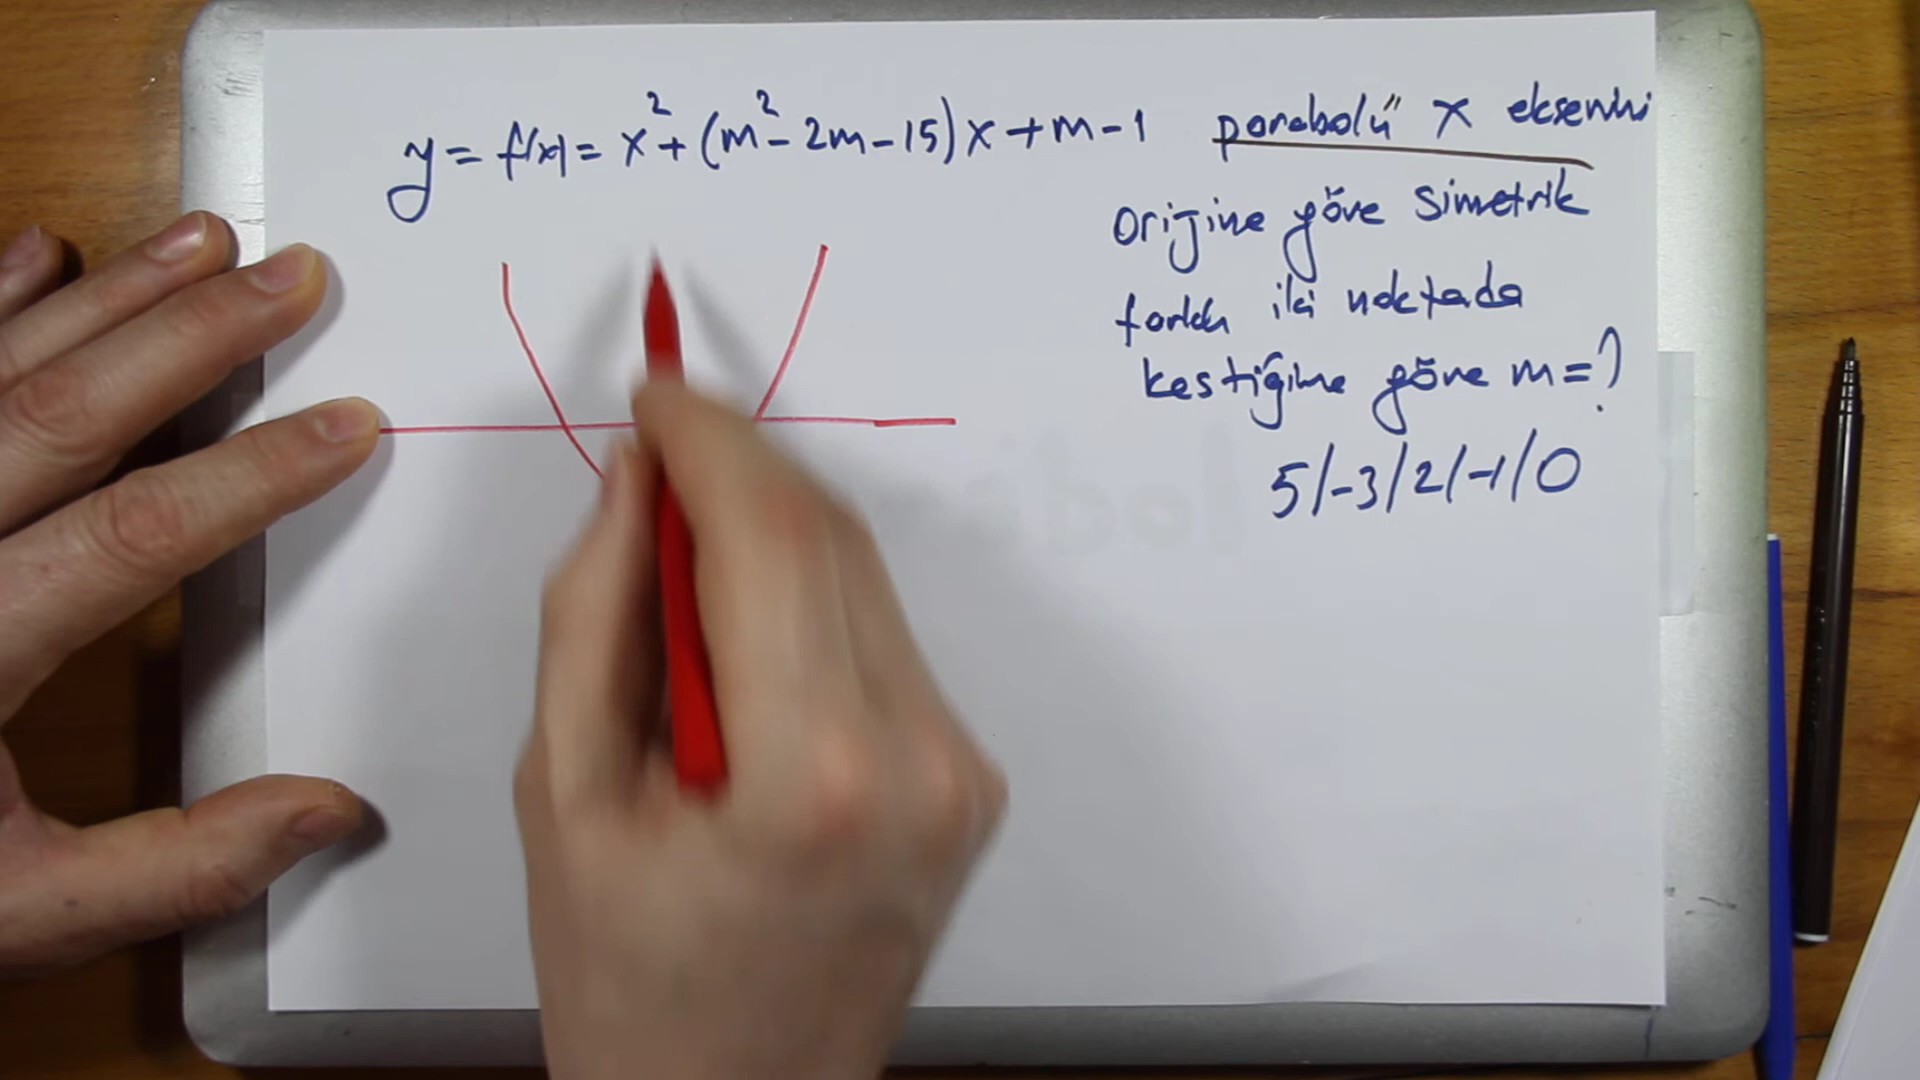 y = f(x) = x² + (m² - 2m - 15)x + m - 1 parabolü x eksenini
orijine göre simetrik
farklı iki noktada
kestiğine göre m = ?
5/-3/2/-1/0